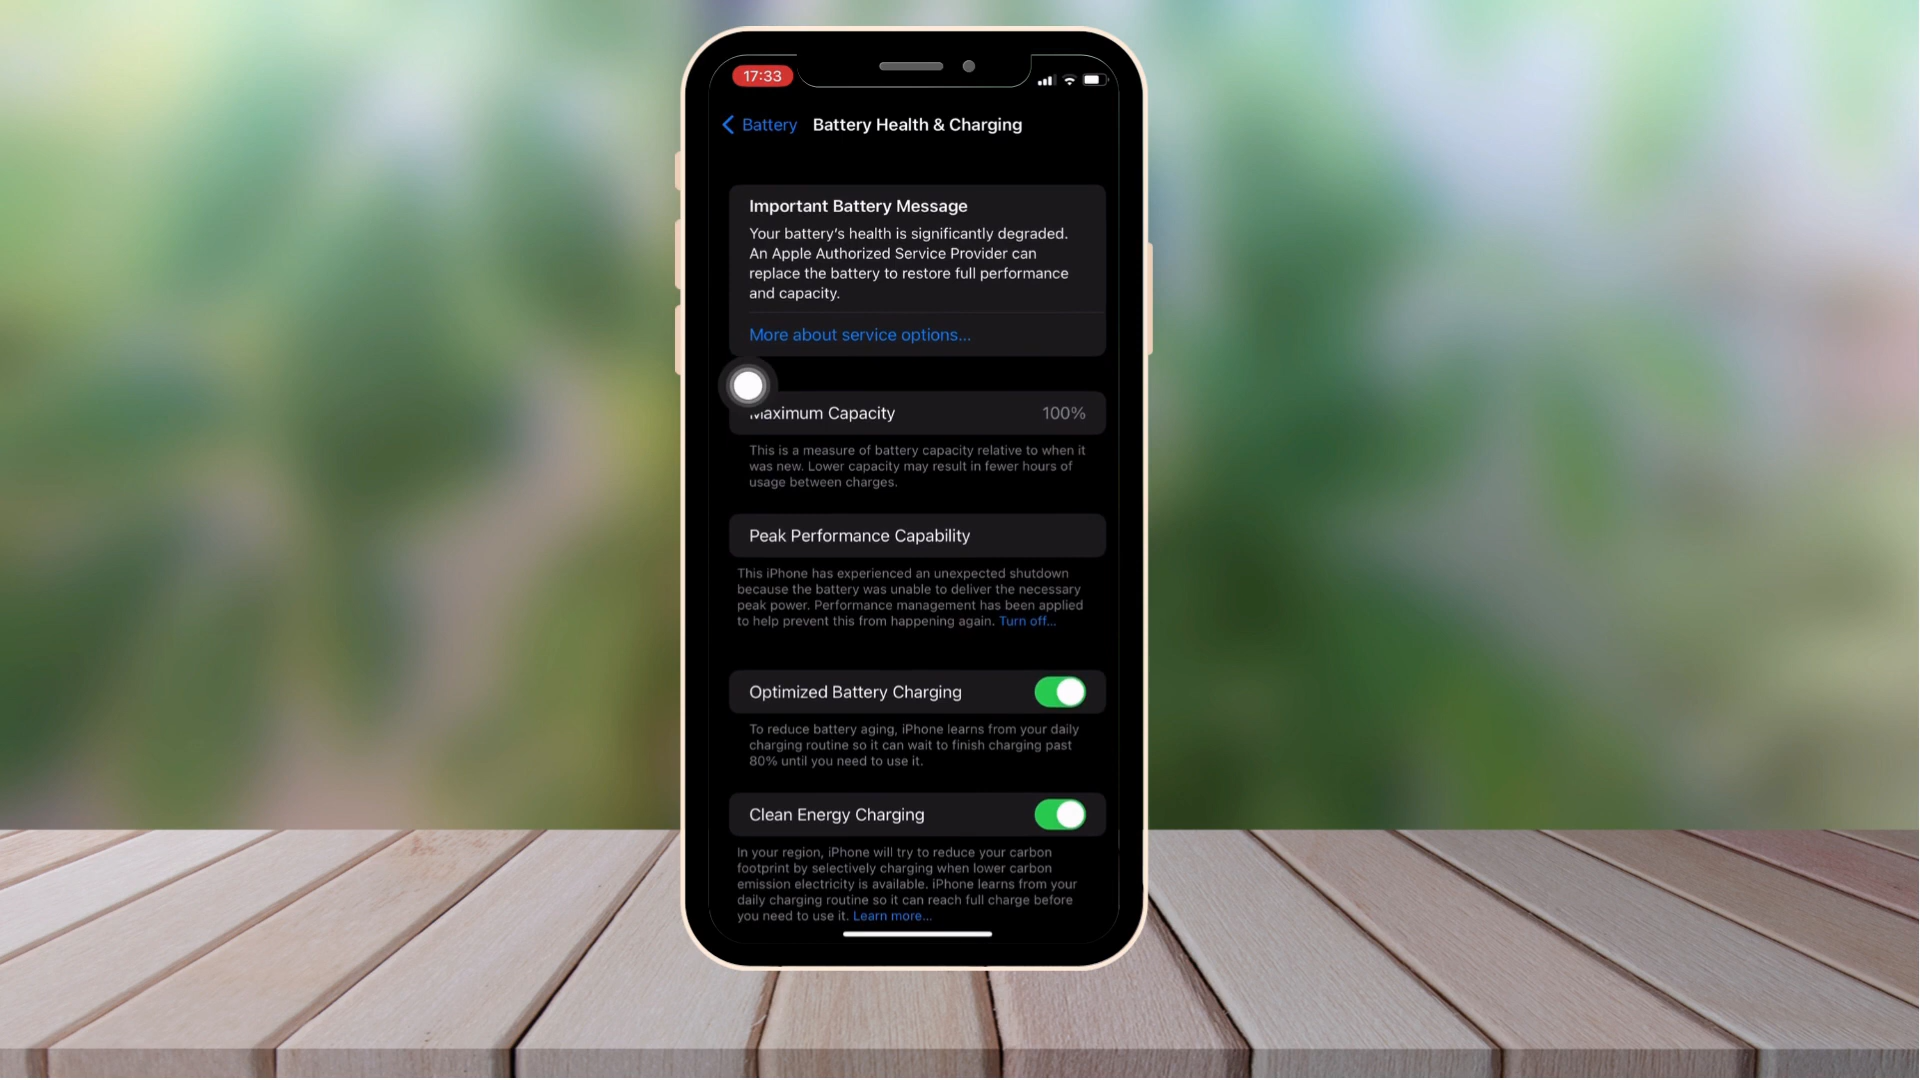 17:33
Battery Battery Health & Charging
Important Battery Message
Your battery's health is significantly degraded.
An Apple Authorized Service Provider can
replace the battery to restore full performance
and capacity.
More about service options...
Maximum Capacity 100%
This is a measure of battery capacity relative to when it
was new. Lower capacity may result in fewer hours of
usage between charges.
Peak Performance Capability
This iPhone has experienced an unexpected shutdown
because the battery was unable to deliver the necessary
peak power. Performance management has been applied
to help prevent this from happening again. Turn off...
Optimized Battery Charging
To reduce battery aging, iPhone learns from your daily
charging routine so it can wait to finish charging past
80% until you need to use it.
Clean Energy Charging
In your region, iPhone will try to reduce your carbon
footprint by selectively charging when lower carbon
emission electricity is available. iPhone learns from your
daily charging routine so it can reach full charge before
you need to use it. Learn more...